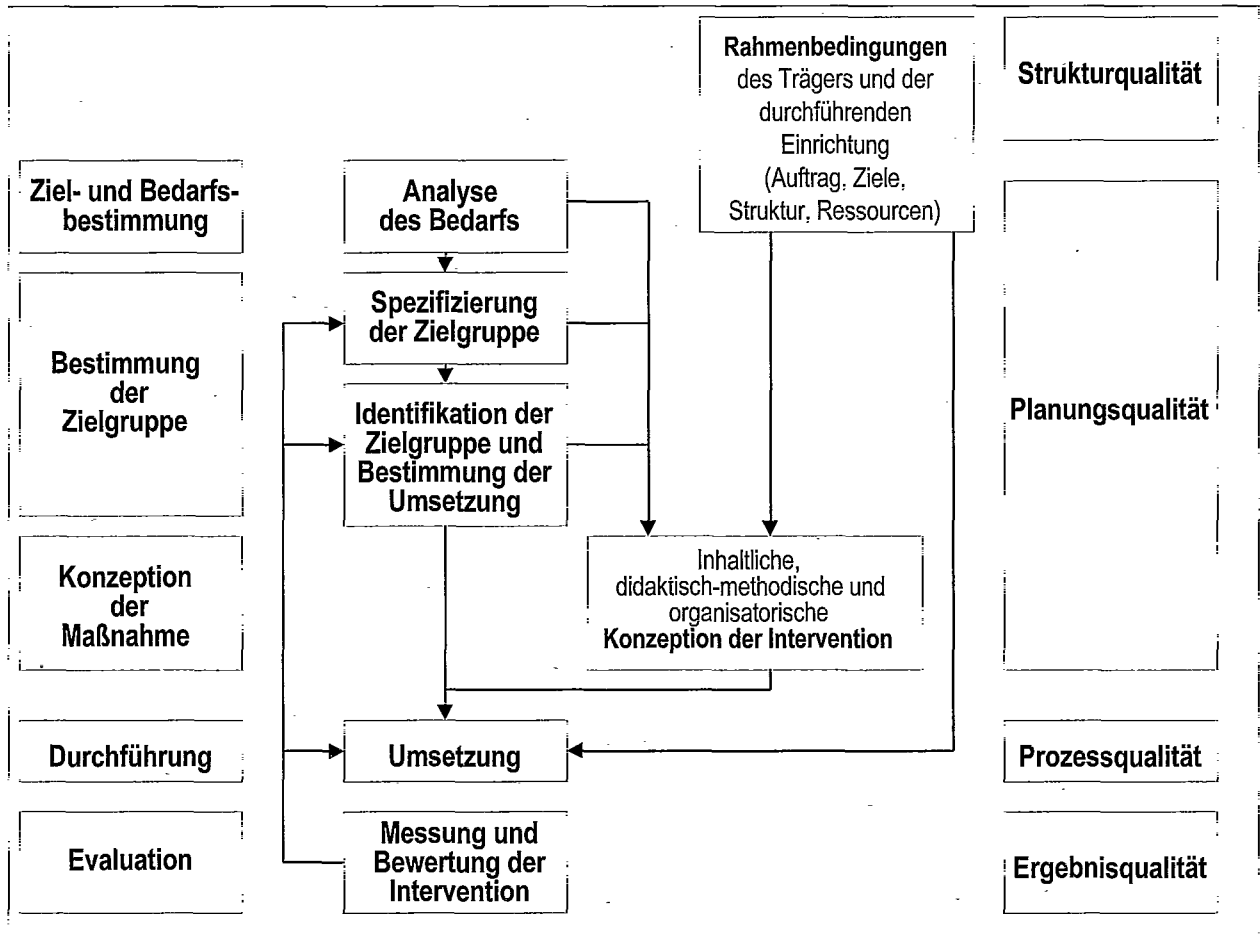 Rahmenbedingungen
des Trägers und der
durchführenden
Einrichtung
(Auftrag, Ziele,
Struktur, Ressourcen)
Strukturqualität
Ziel- und Bedarfs-
bestimmung
Analyse
des Bedarfs
Bestimmung
der
Zielgruppe
Spezifizierung
der Zielgruppe
Identifikation der
Zielgruppe und
Bestimmung der
Umsetzung
Planungsqualität
Konzeption
der
Maßnahme
Inhaltliche,
didaktisch-methodische und
organisatorische
Konzeption der Intervention
Durchführung
Umsetzung
Prozessqualität
Evaluation
Messung und
Bewertung der
Intervention
Ergebnisqualität